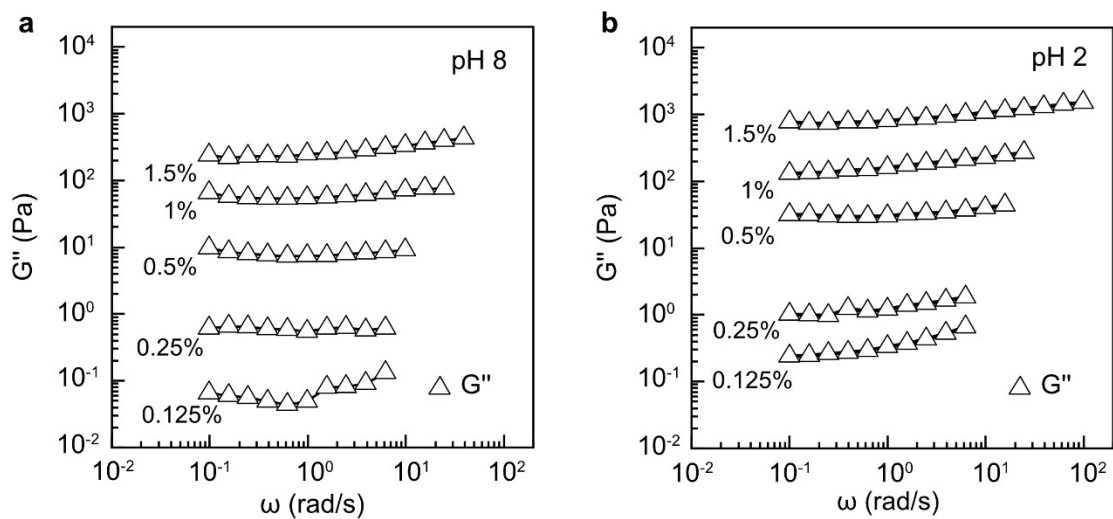 a
pH 8
G'' (Pa)
10⁴
10³
10²
10¹
10⁰
10⁻¹
10⁻²
1.5%
1%
0.5%
0.25%
0.125%
G''
10⁻² 10⁻¹ 10⁰ 10¹ 10²
ω (rad/s)
b
pH 2
G'' (Pa)
10⁴
10³
10²
10¹
10⁰
10⁻¹
10⁻²
1.5%
1%
0.5%
0.25%
0.125%
G''
10⁻² 10⁻¹ 10⁰ 10¹ 10²
ω (rad/s)